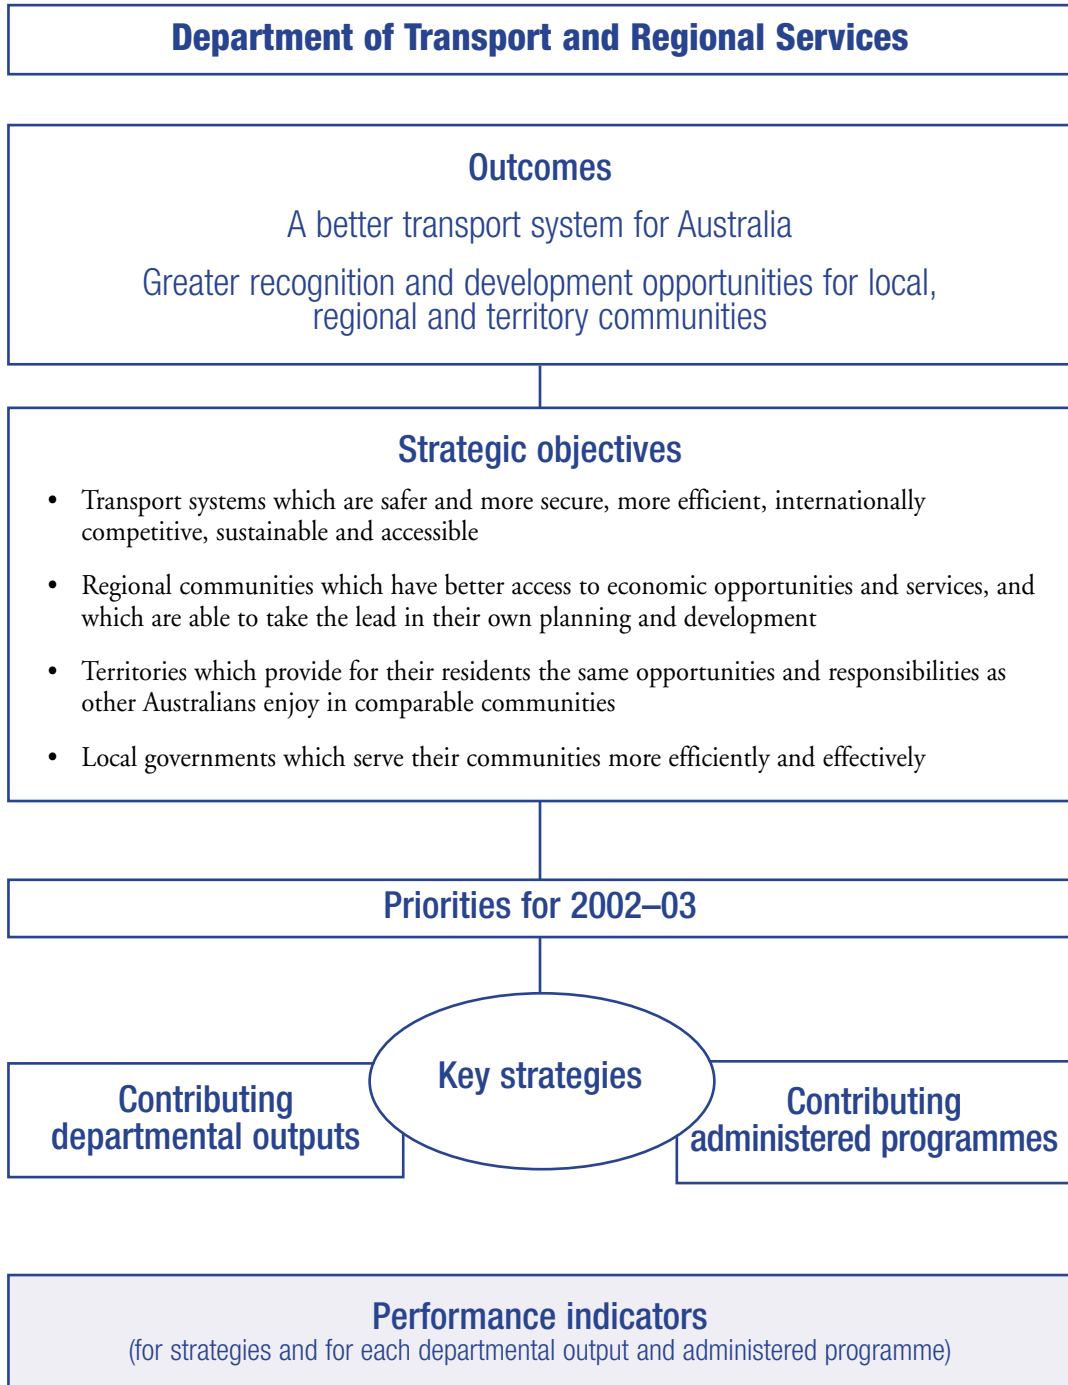 Department of Transport and Regional Services
Outcomes
A better transport system for Australia
Greater recognition and development opportunities for local,
regional and territory communities
Strategic objectives
• Transport systems which are safer and more secure, more efficient, internationally
competitive, sustainable and accessible
• Regional communities which have better access to economic opportunities and services, and
which are able to take the lead in their own planning and development
• Territories which provide for their residents the same opportunities and responsibilities as
other Australians enjoy in comparable communities
• Local governments which serve their communities more efficiently and effectively
Priorities for 2002–03
Key strategies
Contributing
departmental outputs
Contributing
administered programmes
Performance indicators
(for strategies and for each departmental output and administered programme)